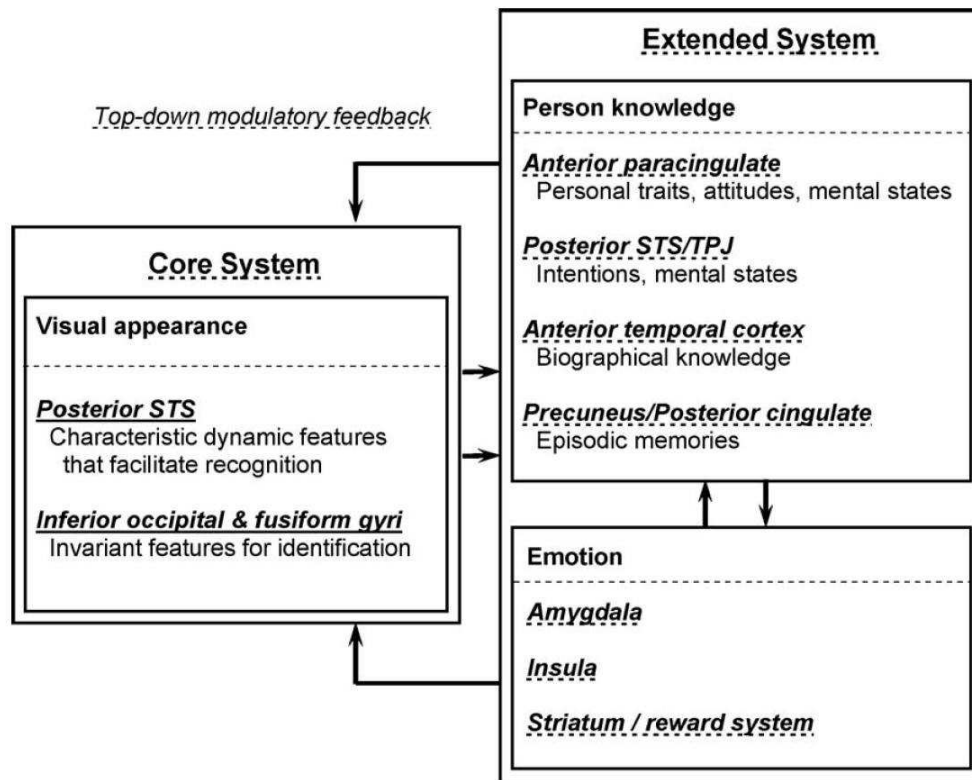 Extended System
Person knowledge
Top-down modulatory feedback
Anterior paracingulate
Personal traits, attitudes, mental states
Posterior STS/TPJ
Intentions, mental states
Anterior temporal cortex
Biographical knowledge
Precuneus/Posterior cingulate
Episodic memories
Core System
Visual appearance
Posterior STS
Characteristic dynamic features
that facilitate recognition
Inferior occipital & fusiform gyri
Invariant features for identification
Emotion
Amygdala
Insula
Striatum / reward system